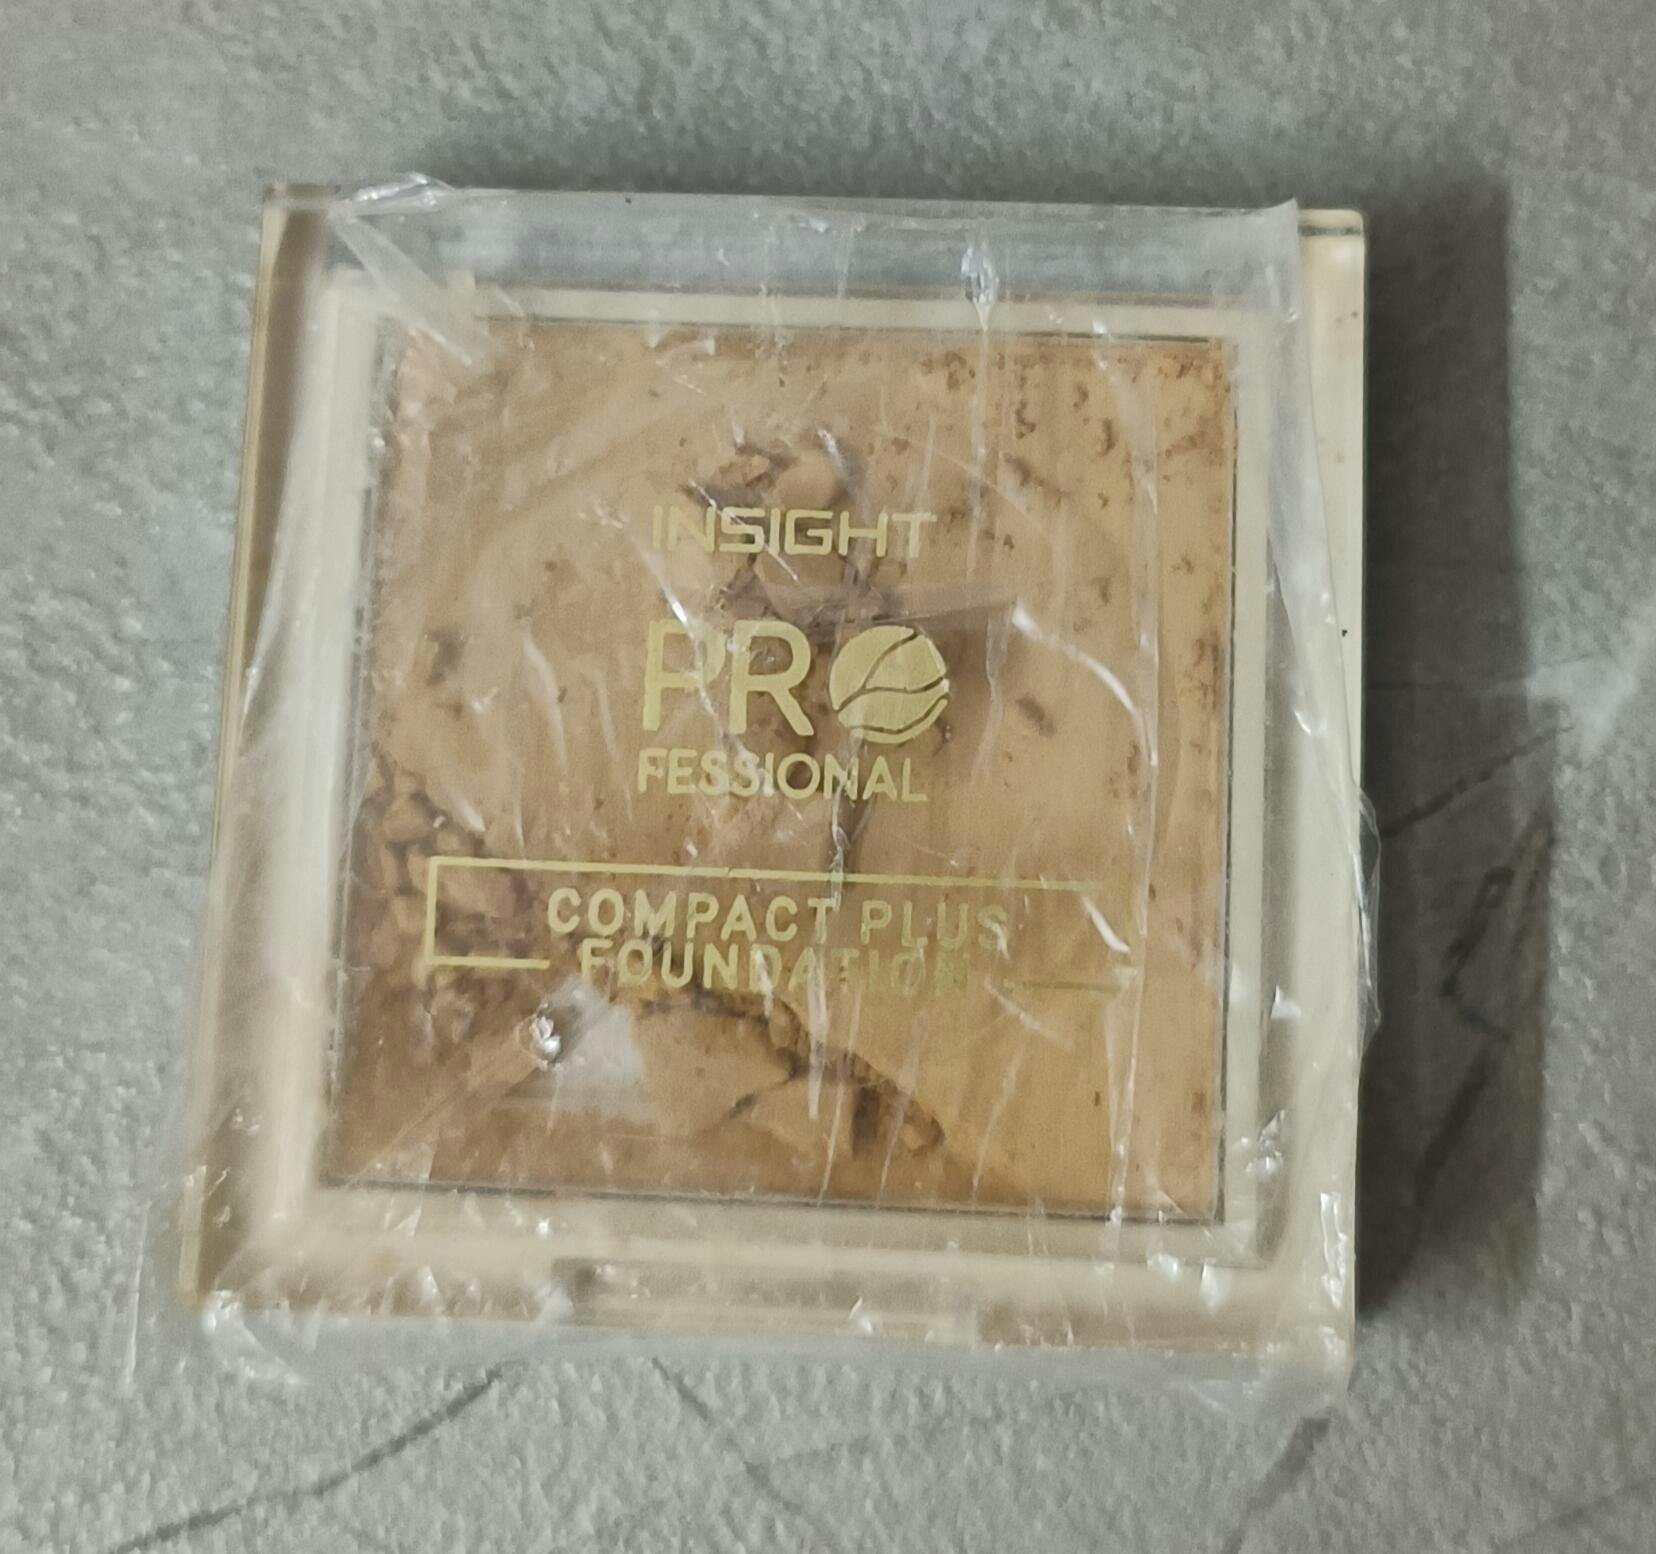 INSIGHT
PRO
FESSIONAL
COMPACT PLUS
FOUNDATION